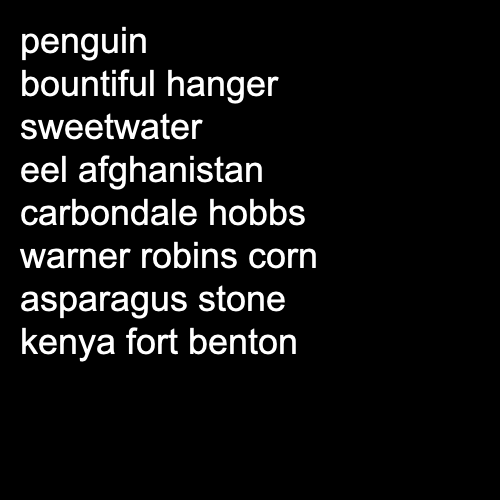 penguin
bountiful hanger
sweetwater
eel afghanistan
carbondale hobbs
warner robins corn
asparagus stone
kenya fort benton